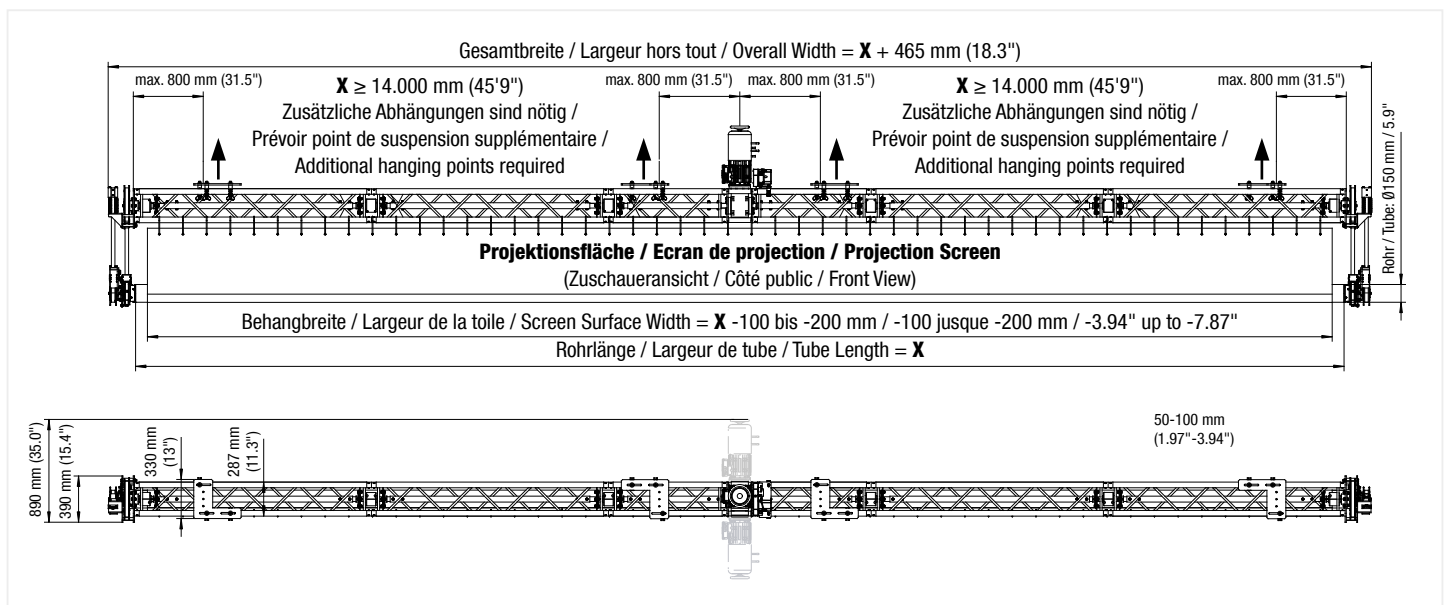 Gesamtbreite / Largeur hors tout / Overall Width = X + 465 mm (18.3")
max. 800 mm (31.5")
X ≥ 14.000 mm (45'9")
Zusätzliche Abhängungen sind nötig /
Prévoir point de suspension supplémentaire /
Additional hanging points required
max. 800 mm (31.5")
max. 800 mm (31.5")
X ≥ 14.000 mm (45'9")
Zusätzliche Abhängungen sind nötig /
Prévoir point de suspension supplémentaire /
Additional hanging points required
max. 800 mm (31.5")
Rohr / Tube: Ø150 mm / 5.9"
Projektionsfläche / Ecran de projection / Projection Screen
(Zuschaueransicht / Côté public / Front View)
Behangbreite / Largeur de la toile / Screen Surface Width = X -100 bis -200 mm / -100 jusque -200 mm / -3.94" up to -7.87"
Rohrlänge / Largeur de tube / Tube Length = X
890 mm (35.0")
390 mm (15.4")
330 mm
(13")
287 mm
(11.3")
50-100 mm
(1.97"-3.94")